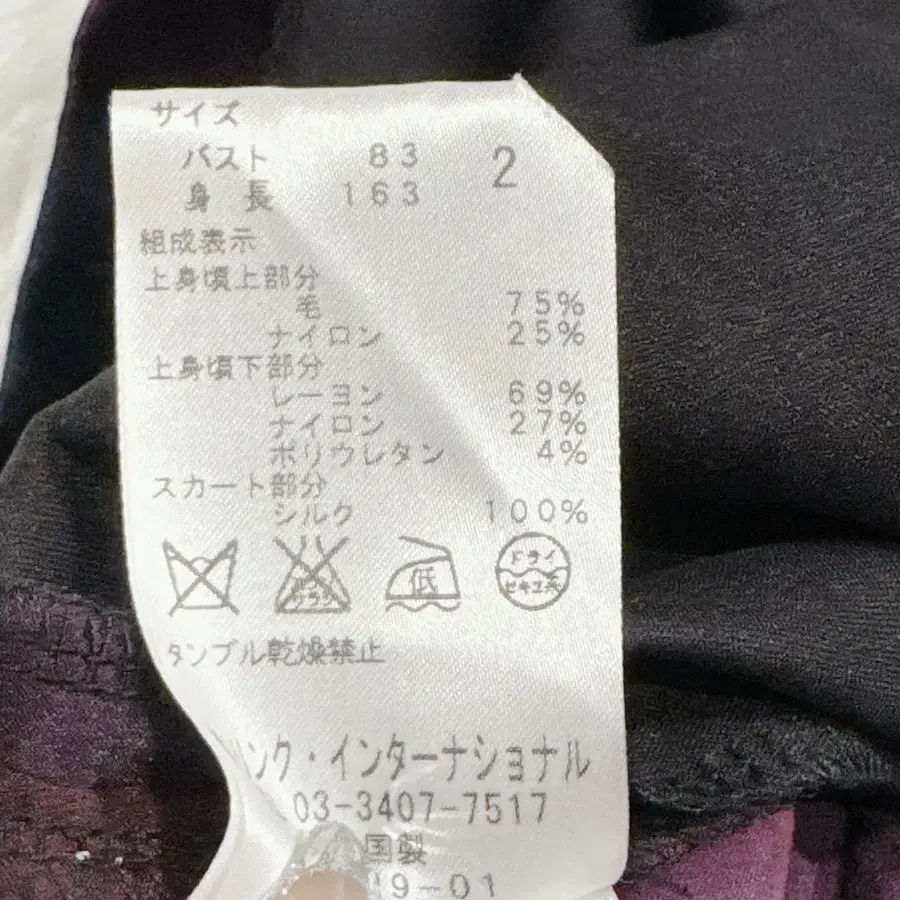 サイズ
バスト 83 2
身長 163
組成表示
上身頃上部分
毛 75%
ナイロン 25%
上身頃下部分
レーヨン 69%
ナイロン 27%
ポリウレタン 4%
スカート部分
シルク 100%
低 ドライ セキユ系
タンブル乾燥禁止
ンク・インターナショナル
03-3407-7517
国製
19-01